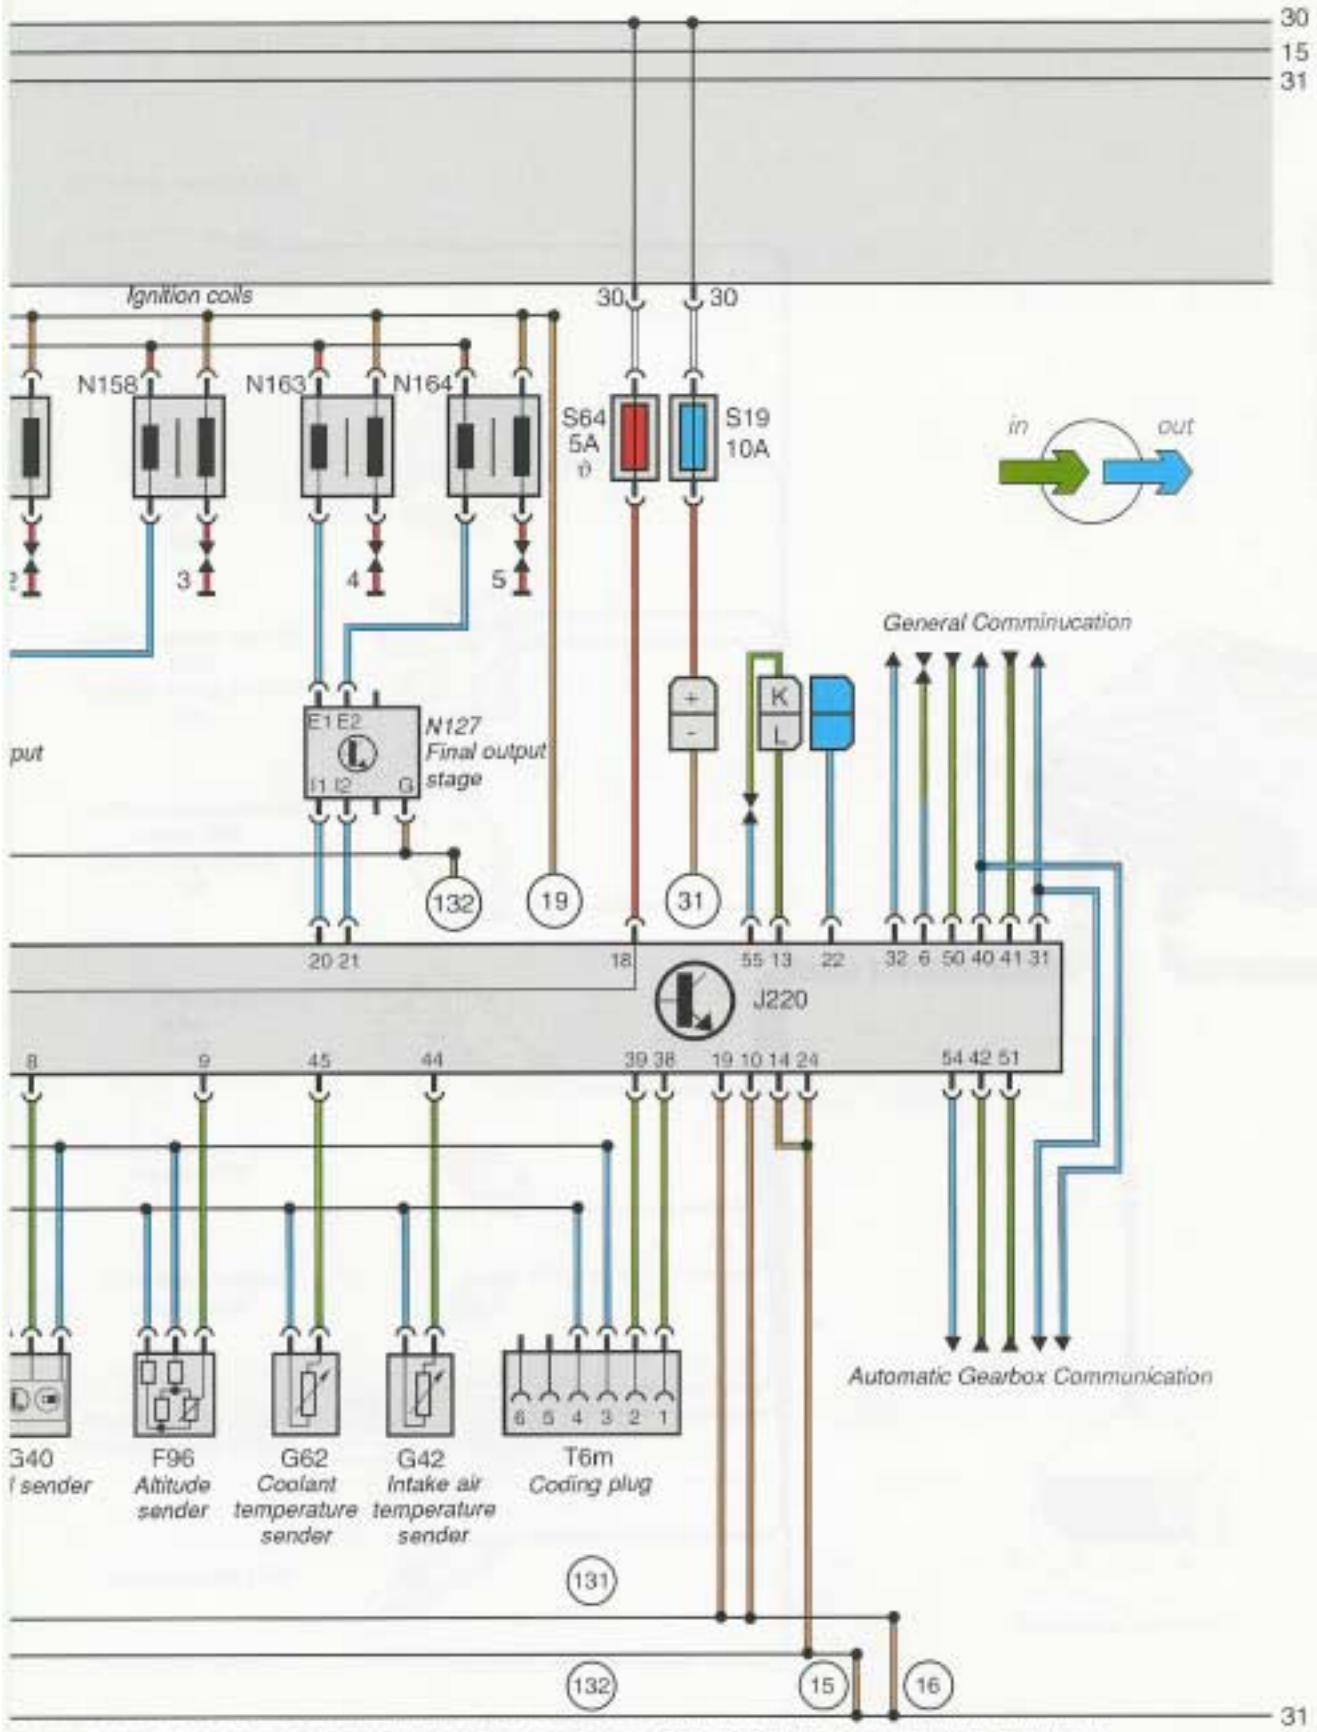 30
15
31
Ignition coils
30 30
N158 N163 N164
S64
5A
ϑ
S19
10A
in out
2 3 4 5
General Comminucation
+
-
K
L
E1 E2
N127
Final output
stage
I1 I2 G
put
132 19 31
20 21 18 55 13 22 32 6 50 40 41 31
J220
8 9 45 44 39 38 19 10 14 24 54 42 51
Automatic Gearbox Communication
6 5 4 3 2 1
G40
sender
F96
Altitude
sender
G62
Coolant
temperature
sender
G42
Intake air
temperature
sender
T6m
Coding plug
131
132 15 16
31